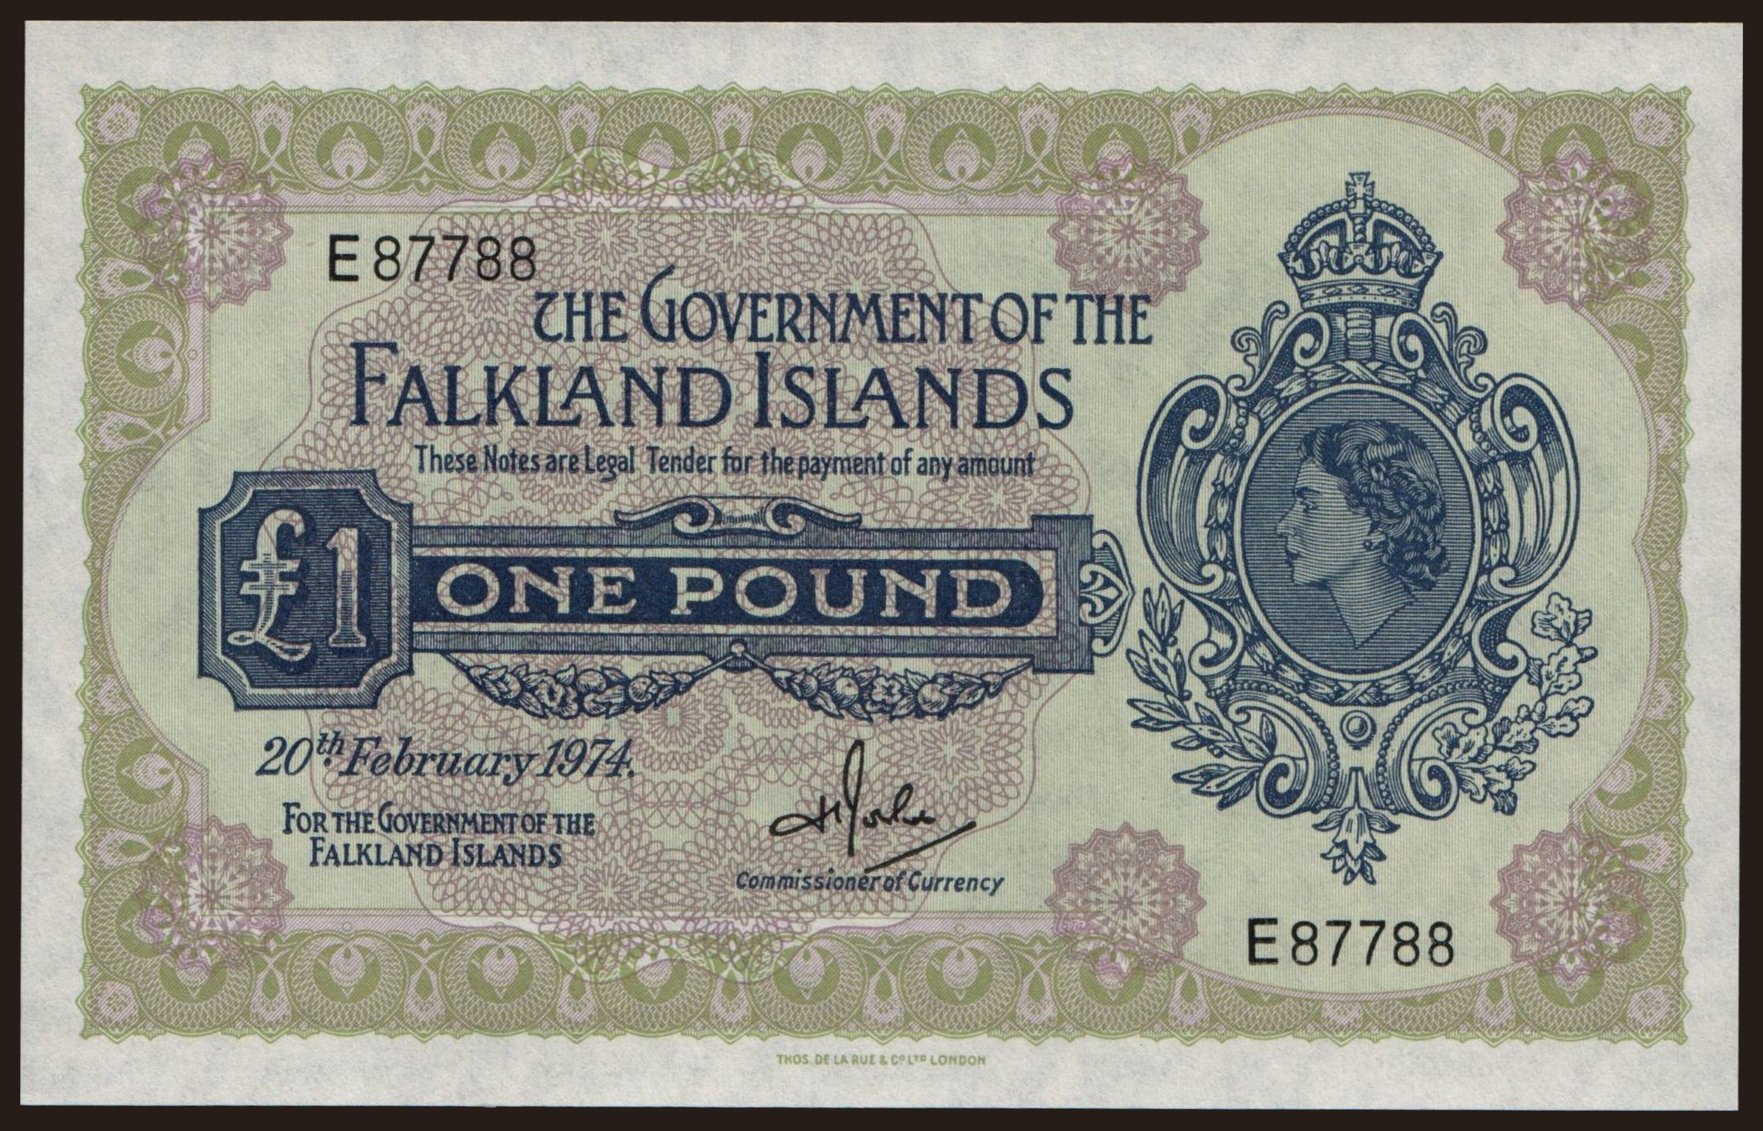 E87788
THE GOVERNMENT OF THE
FALKLAND ISLANDS
These Notes are Legal Tender for the payment of any amount
£1
ONE POUND
20th. February 1974.
FOR THE GOVERNMENT OF THE
FALKLAND ISLANDS
Commissioner of Currency
E87788
THOS. DE LA RUE & Co. LTD LONDON